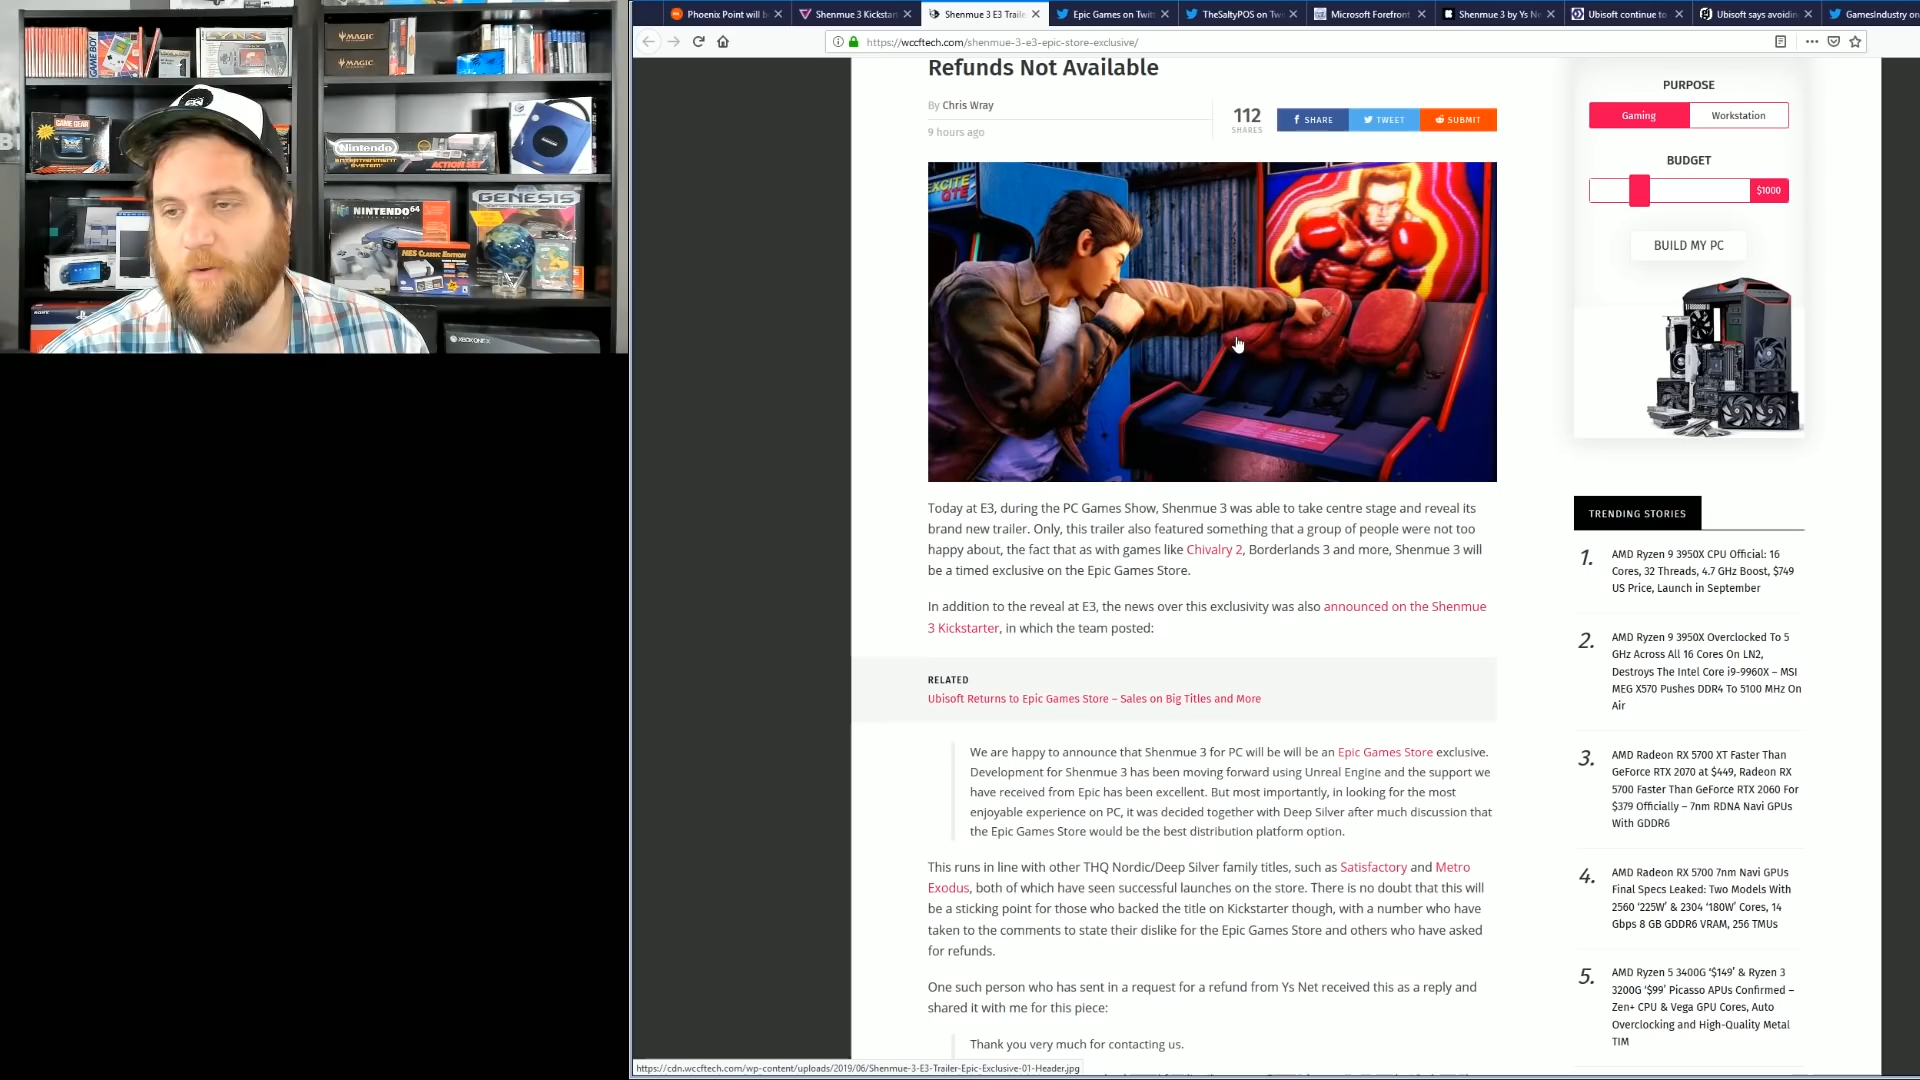 Phoenix Point will b
Shenmue 3 Kickstar
Shenmue 3 E3 Traile
Epic Games on Twit
TheSaltyPOS on Tw
Microsoft Forefront
Shenmue 3 by Ys Ne
Ubisoft continue to
Ubisoft says avoidin
GamesIndustry on
https://wccftech.com/shenmue-3-e3-epic-store-exclusive/
LYNX
GAME BOY
MAGIC
MAGIC
GAME GEAR
Nintendo
ENTERTAINMENT SYSTEM
ACTION SET
NINTENDO 64
GENESIS
NES CLASSIC EDITION
XBOX ONE X
Refunds Not Available
By Chris Wray
9 hours ago
112
SHARES
SHARE
TWEET
SUBMIT
EXCITE
QTE
Today at E3, during the PC Games Show, Shenmue 3 was able to take centre stage and reveal its
brand new trailer. Only, this trailer also featured something that a group of people were not too
happy about, the fact that as with games like Chivalry 2, Borderlands 3 and more, Shenmue 3 will
be a timed exclusive on the Epic Games Store.
In addition to the reveal at E3, the news over this exclusivity was also announced on the Shenmue
3 Kickstarter, in which the team posted:
RELATED
Ubisoft Returns to Epic Games Store – Sales on Big Titles and More
We are happy to announce that Shenmue 3 for PC will be will be an Epic Games Store exclusive.
Development for Shenmue 3 has been moving forward using Unreal Engine and the support we
have received from Epic has been excellent. But most importantly, in looking for the most
enjoyable experience on PC, it was decided together with Deep Silver after much discussion that
the Epic Games Store would be the best distribution platform option.
This runs in line with other THQ Nordic/Deep Silver family titles, such as Satisfactory and Metro
Exodus, both of which have seen successful launches on the store. There is no doubt that this will
be a sticking point for those who backed the title on Kickstarter though, with a number who have
taken to the comments to state their dislike for the Epic Games Store and others who have asked
for refunds.
One such person who has sent in a request for a refund from Ys Net received this as a reply and
shared it with me for this piece:
Thank you very much for contacting us.
PURPOSE
Gaming
Workstation
BUDGET
$1000
BUILD MY PC
TRENDING STORIES
1.
AMD Ryzen 9 3950X CPU Official: 16
Cores, 32 Threads, 4.7 GHz Boost, $749
US Price, Launch in September
2.
AMD Ryzen 9 3950X Overclocked To 5
GHz Across All 16 Cores On LN2,
Destroys The Intel Core i9-9960X – MSI
MEG X570 Pushes DDR4 To 5100 MHz On
Air
3.
AMD Radeon RX 5700 XT Faster Than
GeForce RTX 2070 at $449, Radeon RX
5700 Faster Than GeForce RTX 2060 For
$379 Officially – 7nm RDNA Navi GPUs
With GDDR6
4.
AMD Radeon RX 5700 7nm Navi GPUs
Final Specs Leaked: Two Models With
2560 ‘225W’ & 2304 ‘180W’ Cores, 14
Gbps 8 GB GDDR6 VRAM, 256 TMUs
5.
AMD Ryzen 5 3400G ‘$149’ & Ryzen 3
3200G ‘$99’ Picasso APUs Confirmed –
Zen+ CPU & Vega GPU Cores, Auto
Overclocking and High-Quality Metal
TIM
https://cdn.wccftech.com/wp-content/uploads/2019/06/Shenmue-3-E3-Trailer-Epic-Exclusive-01-Header.jpg